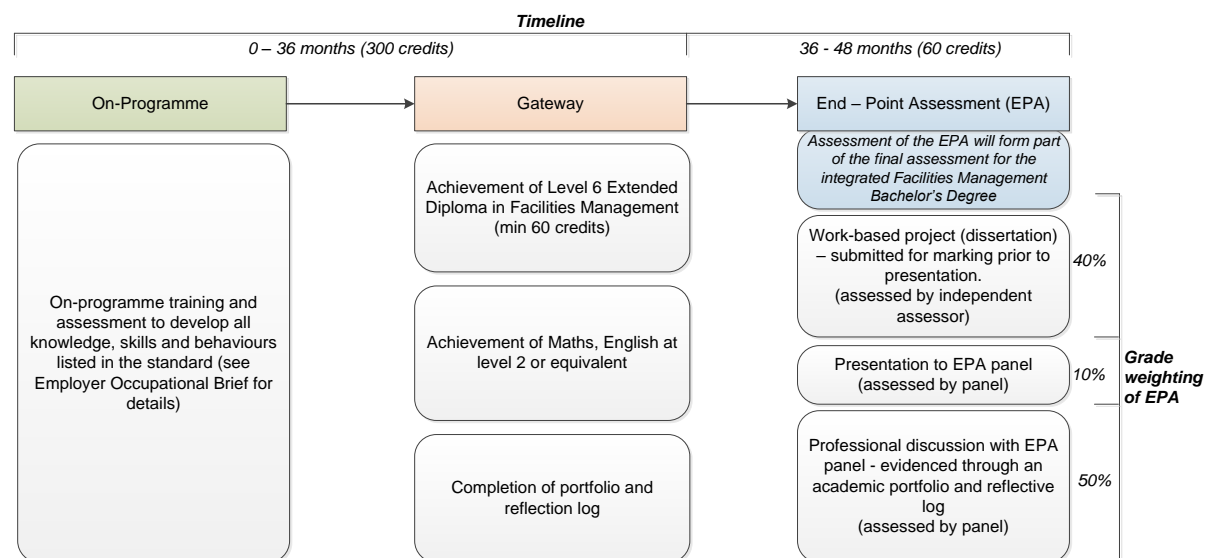 Timeline
0 – 36 months (300 credits)
36 - 48 months (60 credits)
On-Programme
Gateway
End – Point Assessment (EPA)
On-programme training and
assessment to develop all
knowledge, skills and behaviours
listed in the standard (see
Employer Occupational Brief for
details)
Achievement of Level 6 Extended
Diploma in Facilities Management
(min 60 credits)
Achievement of Maths, English at
level 2 or equivalent
Completion of portfolio and
reflection log
Assessment of the EPA will form part
of the final assessment for the
integrated Facilities Management
Bachelor's Degree
Work-based project (dissertation)
– submitted for marking prior to
presentation.
(assessed by independent
assessor)
40%
Presentation to EPA panel
(assessed by panel)
10%
Professional discussion with EPA
panel - evidenced through an
academic portfolio and reflective
log
(assessed by panel)
50%
Grade
weighting
of EPA